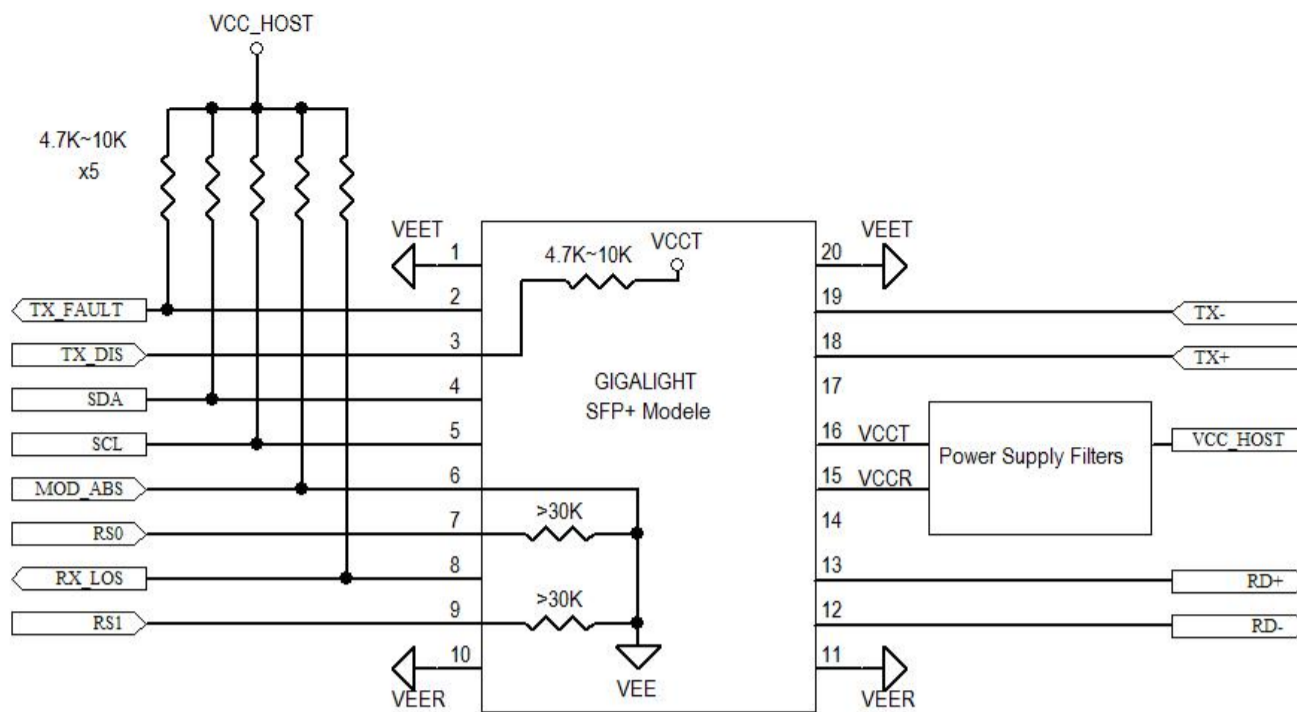 VCC_HOST
4.7K~10K
x5
VEET
1
4.7K~10K
VCCT
20
VEET
TX_FAULT
2
19
TX-
TX_DIS
3
18
TX+
SDA
4
GIGALIGHT
SFP+ Modele
17
SCL
5
16
VCCT
Power Supply Filters
VCC_HOST
MOD_ABS
6
15
VCCR
RS0
7
>30K
14
RX_LOS
8
13
RD+
RS1
9
>30K
12
RD-
10
VEER
VEE
11
VEER